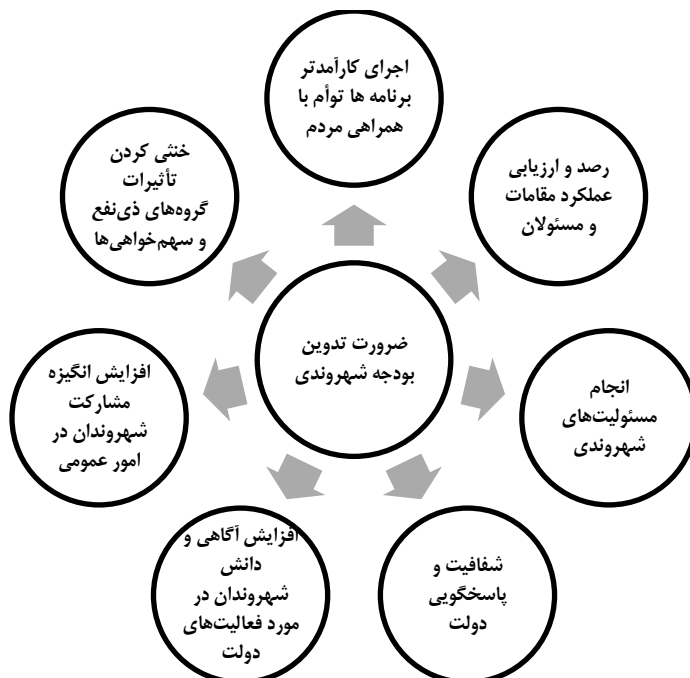 اجرای کارآمدتر
برنامه ها توأم با
همراهی مردم
رصد و ارزیابی
عملکرد مقامات
و مسئولان
انجام
مسئولیت‌های
شهروندی
شفافیت و
پاسخگویی
دولت
افزایش آگاهی و
دانش
شهروندان در
مورد فعالیت‌های
دولت
افزایش انگیزه
مشارکت
شهروندان در
امور عمومی
خنثی کردن
تأثیرات
گروه‌های ذی‌نفع
و سهم‌خواهی‌ها
ضرورت تدوین
بودجه شهروندی